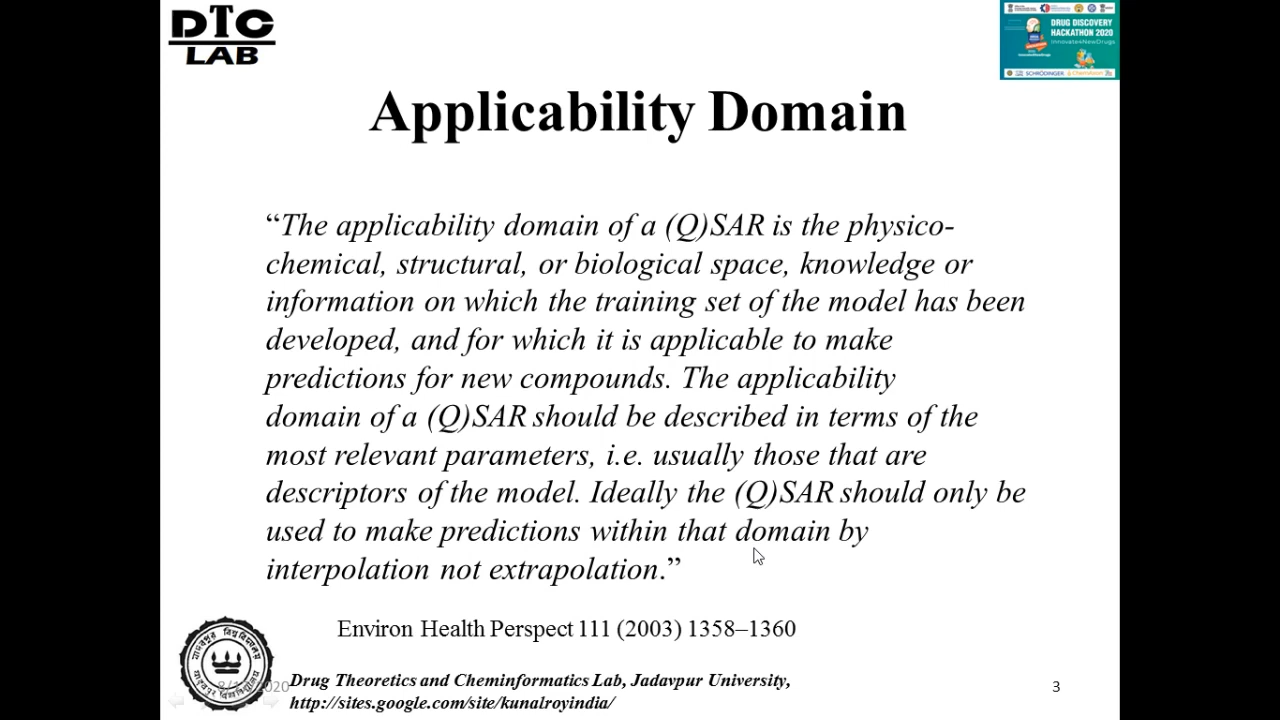 DTC
LAB
DRUG DISCOVERY
HACKATHON 2020
Applicability Domain
“The applicability domain of a (Q)SAR is the physico-
chemical, structural, or biological space, knowledge or
information on which the training set of the model has been
developed, and for which it is applicable to make
predictions for new compounds. The applicability
domain of a (Q)SAR should be described in terms of the
most relevant parameters, i.e. usually those that are
descriptors of the model. Ideally the (Q)SAR should only be
used to make predictions within that domain by
interpolation not extrapolation.”
Environ Health Perspect 111 (2003) 1358–1360
Drug Theoretics and Cheminformatics Lab, Jadavpur University,
http://sites.google.com/site/kunalroyindia/
3